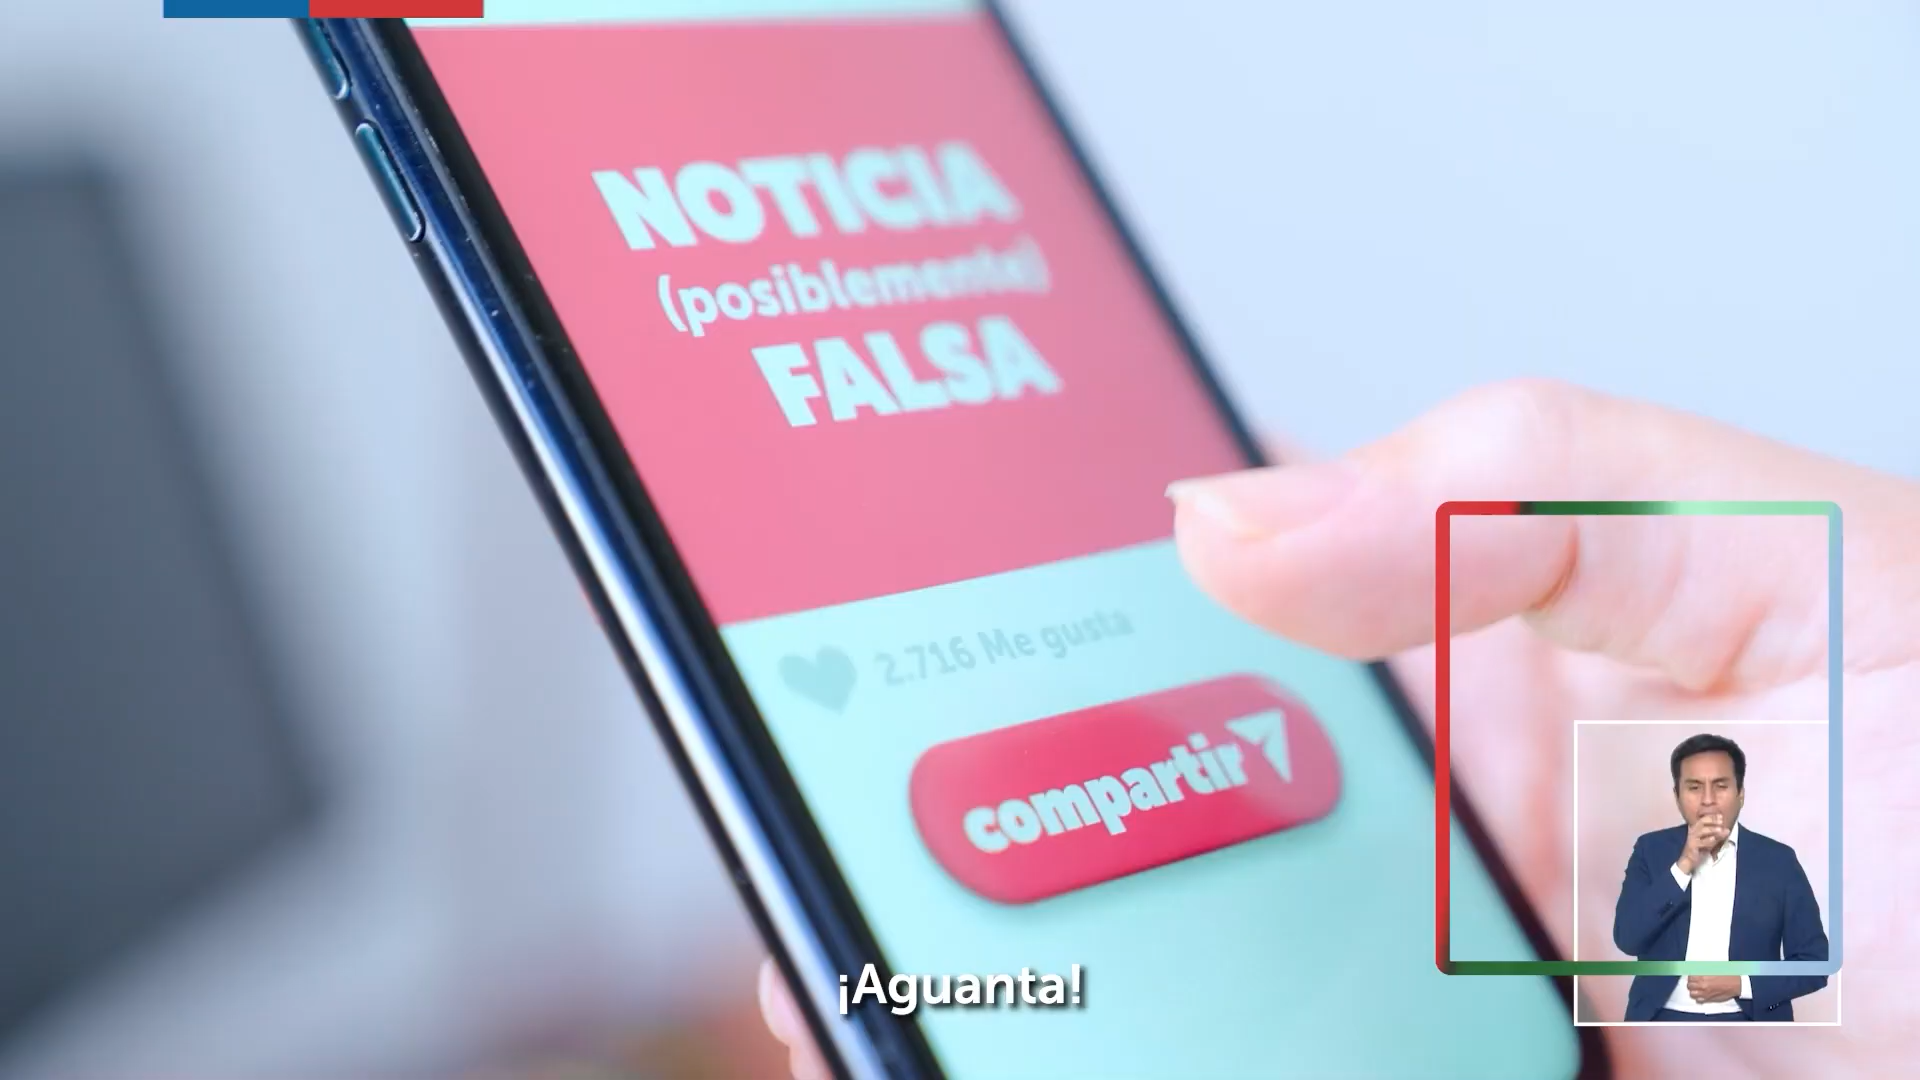 NOTICIA
(posiblemente)
FALSA
2.716 Me gusta
compartir
¡Aguanta!